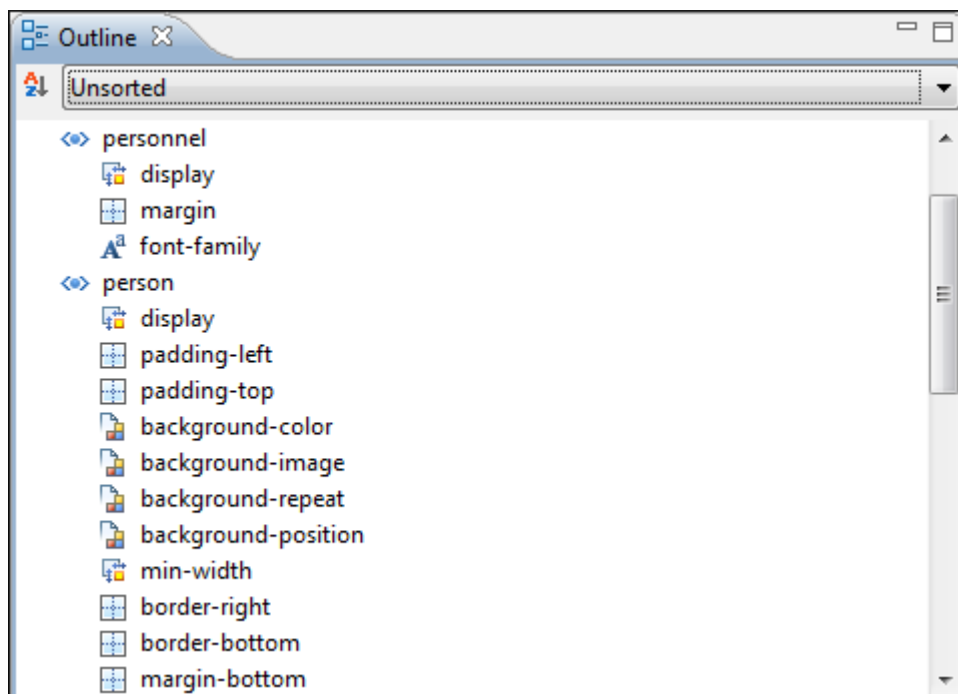 Outline
Unsorted
personnel
display
margin
font-family
person
display
padding-left
padding-top
background-color
background-image
background-repeat
background-position
min-width
border-right
border-bottom
margin-bottom